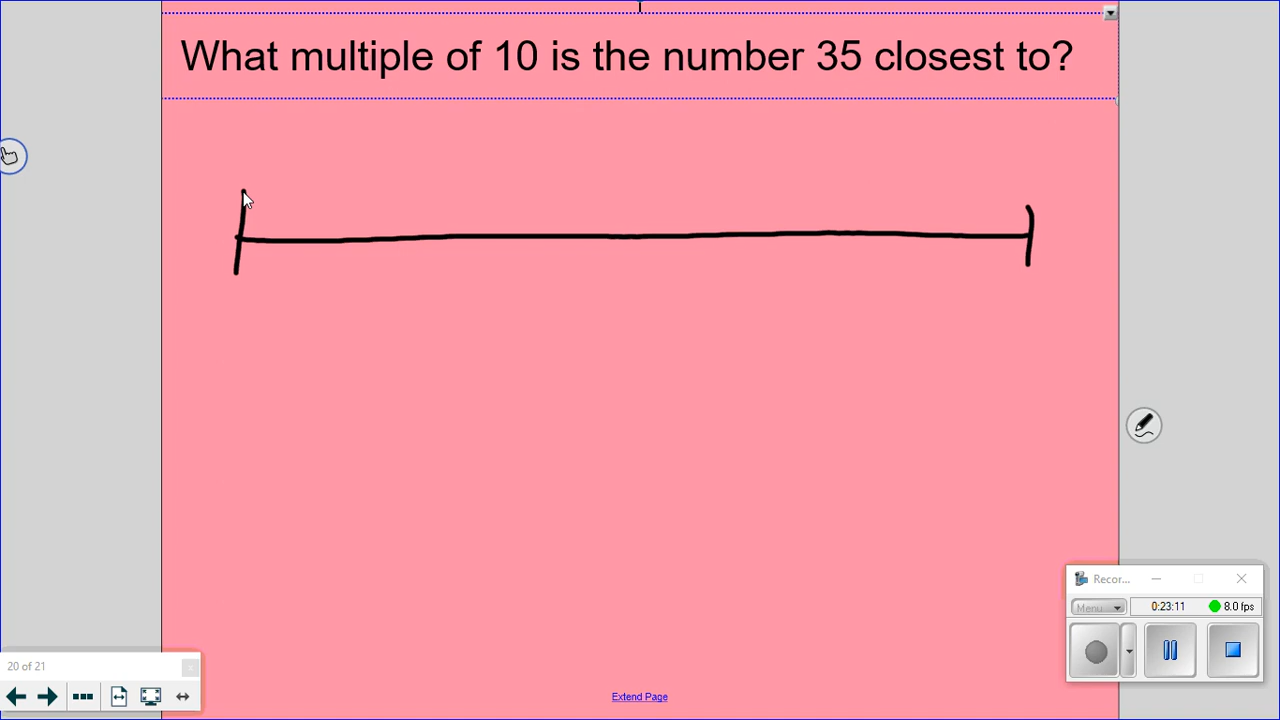 What multiple of 10 is the number 35 closest to?
Recor...
Menu
0:23:11
8.0 fps
20 of 21
x
Extend Page